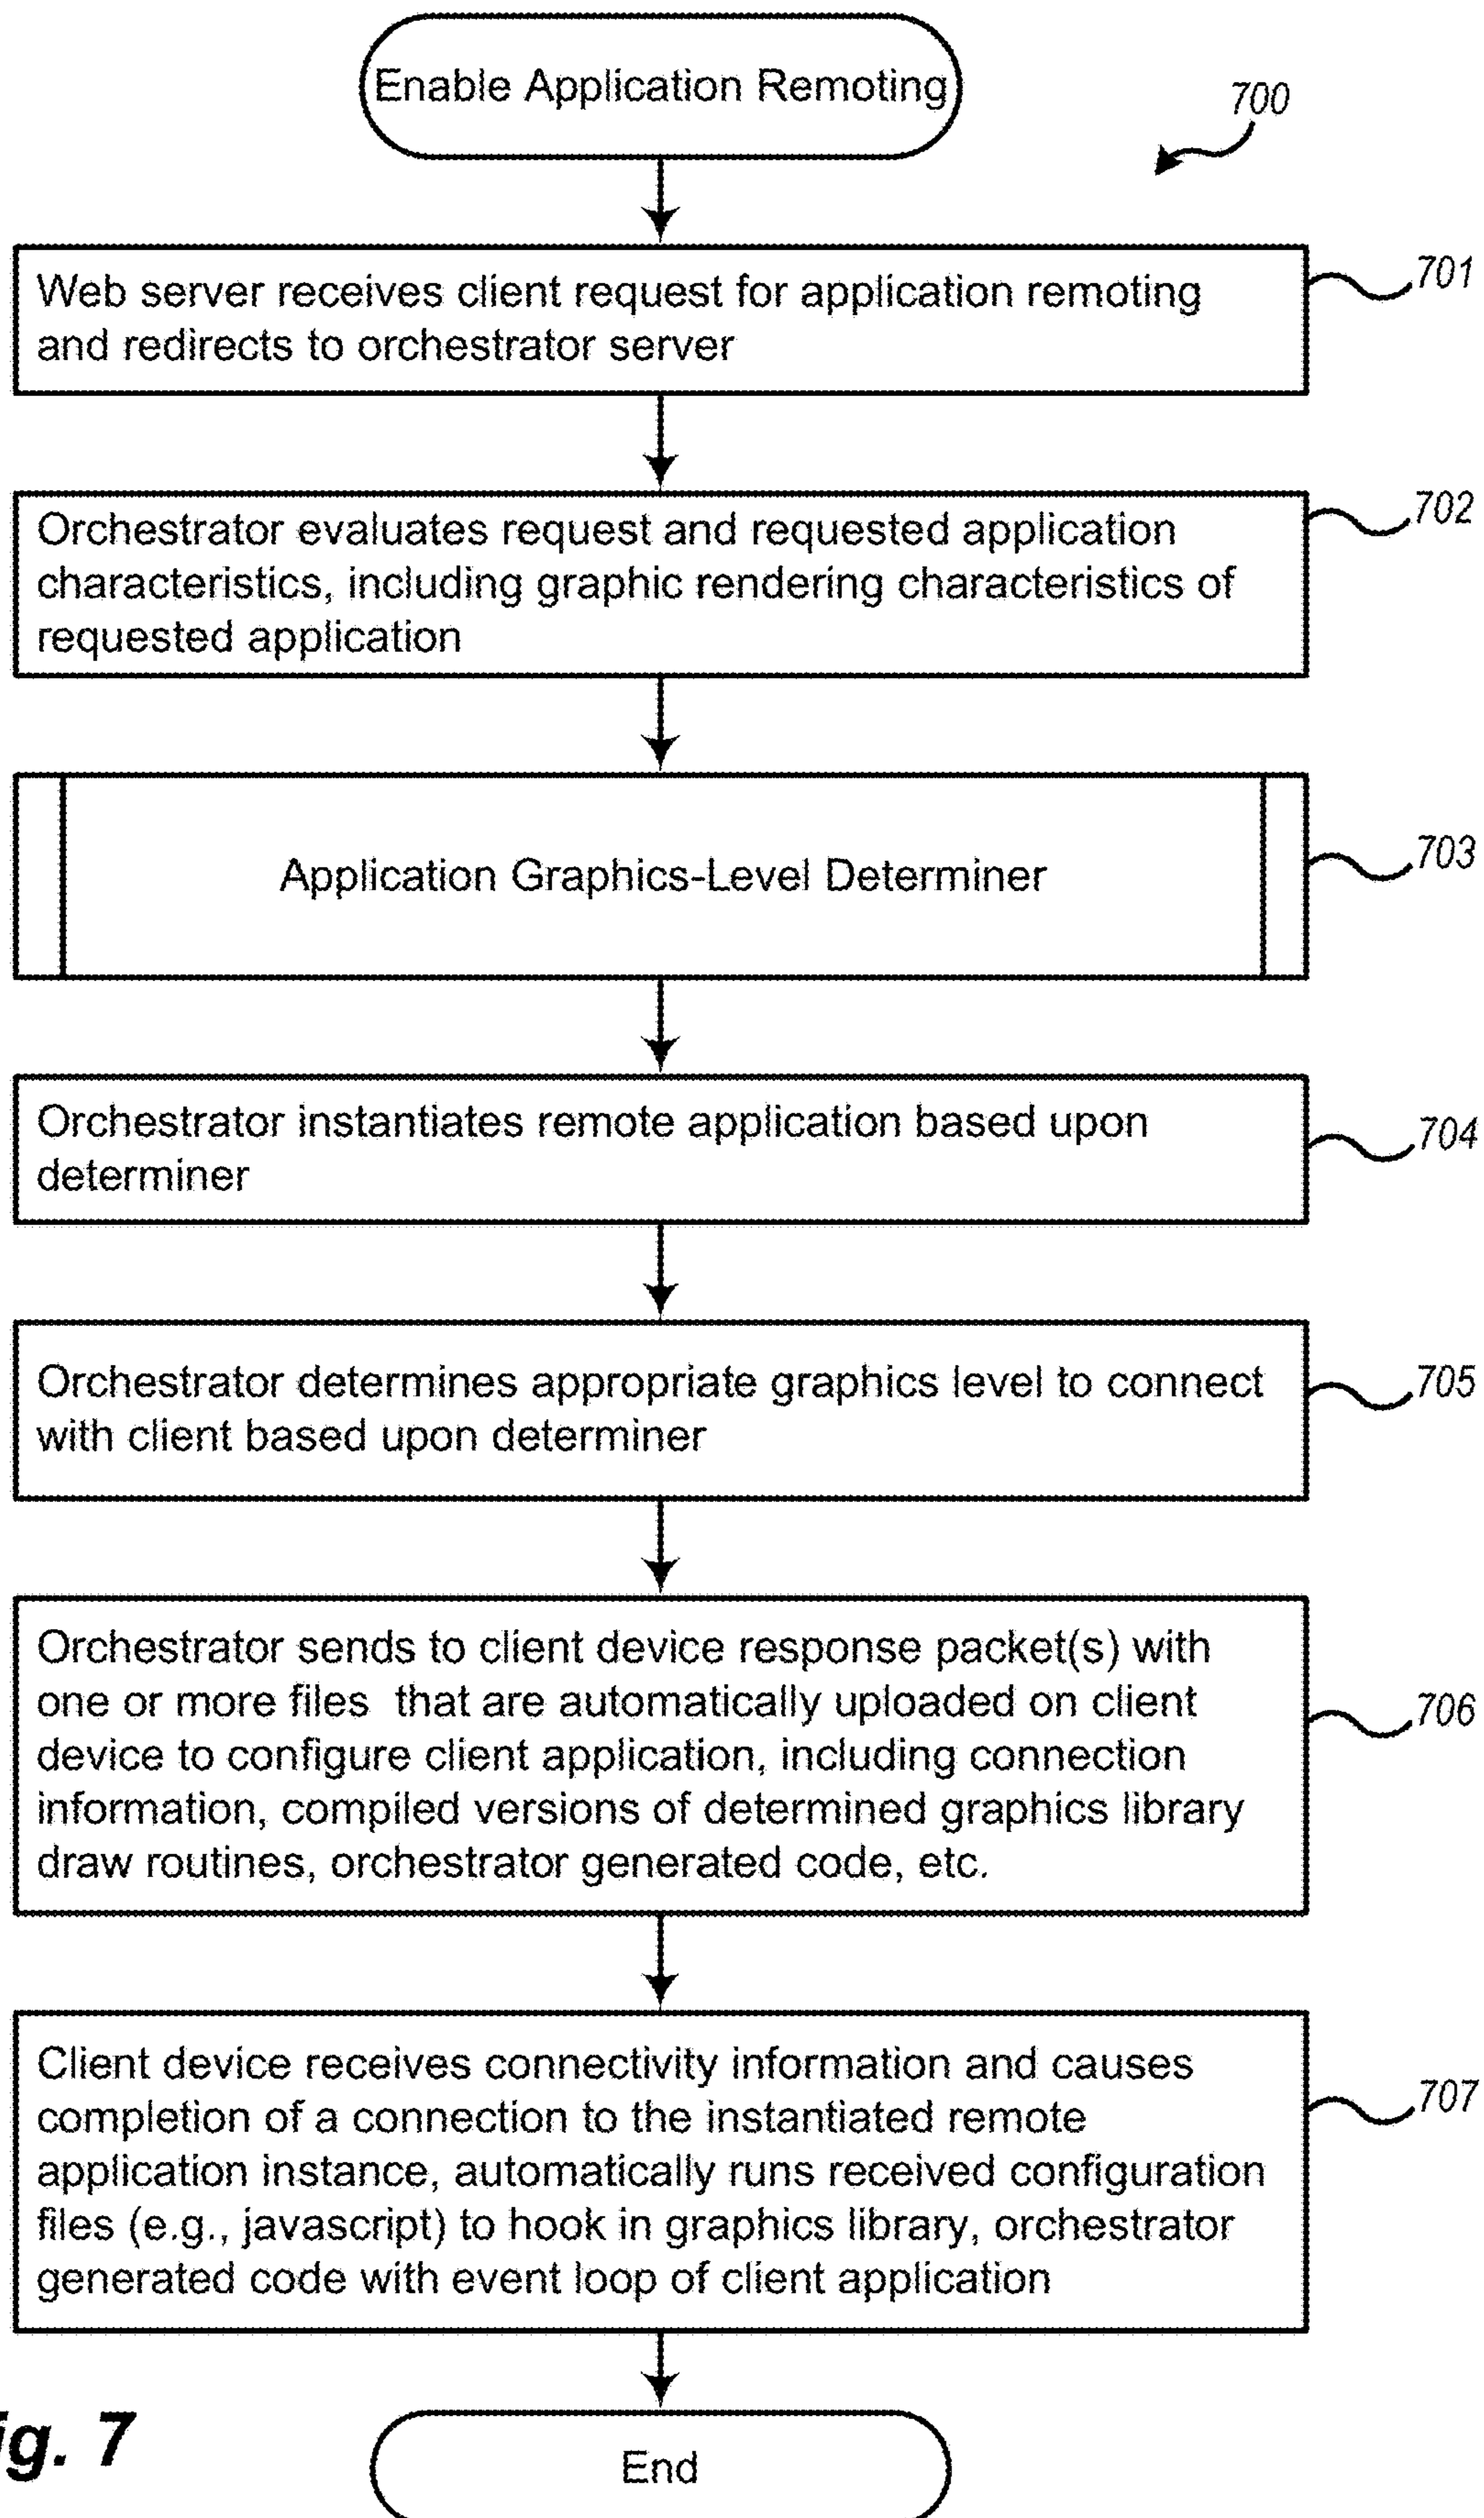 Enable Application Remoting
700
Web server receives client request for application remoting
and redirects to orchestrator server
701
Orchestrator evaluates request and requested application
characteristics, including graphic rendering characteristics of
requested application
702
Application Graphics-Level Determiner
703
Orchestrator instantiates remote application based upon
determiner
704
Orchestrator determines appropriate graphics level to connect
with client based upon determiner
705
Orchestrator sends to client device response packet(s) with
one or more files  that are automatically uploaded on client
device to configure client application, including connection
information, compiled versions of determined graphics library
draw routines, orchestrator generated code, etc.
706
Client device receives connectivity information and causes
completion of a connection to the instantiated remote
application instance, automatically runs received configuration
files (e.g., javascript) to hook in graphics library, orchestrator
generated code with event loop of client application
707
ig. 7
End